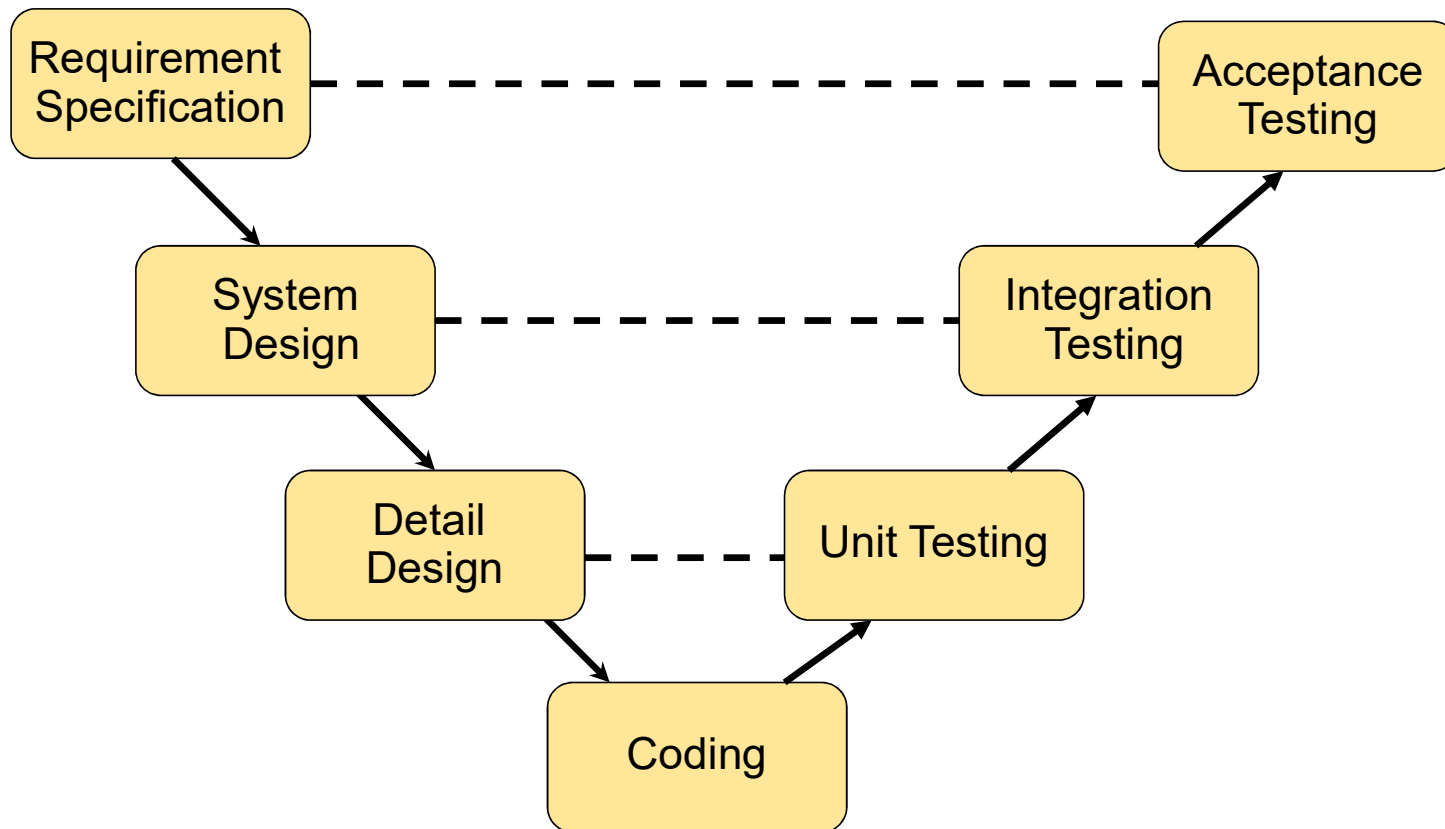 Requirement
Specification
Acceptance
Testing
System
Design
Integration
Testing
Detail
Design
Unit Testing
Coding